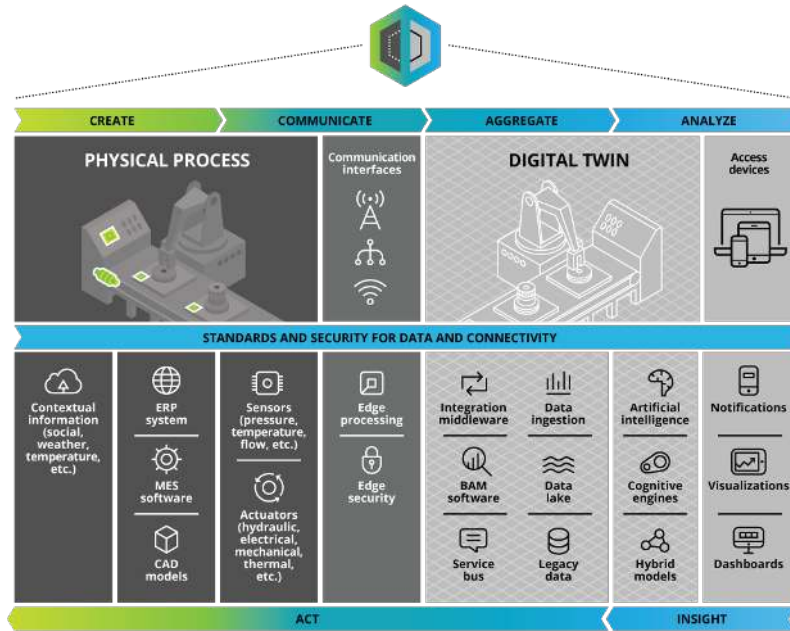 CREATE
COMMUNICATE
AGGREGATE
ANALYZE
PHYSICAL PROCESS
Communication
interfaces
DIGITAL TWIN
Access
devices
STANDARDS AND SECURITY FOR DATA AND CONNECTIVITY
Contextual
information
(social,
weather,
temperature,
etc.)
ERP
system
MES
software
CAD
models
Sensors
(pressure,
temperature,
flow, etc.)
Actuators
(hydraulic,
electrical,
mechanical,
thermal,
etc.)
Edge
processing
Edge
security
Integration
middleware
BAM
software
Service
bus
Data
ingestion
Data
lake
Legacy
data
Artificial
intelligence
Cognitive
engines
Hybrid
models
Notifications
Visualizations
Dashboards
ACT
INSIGHT